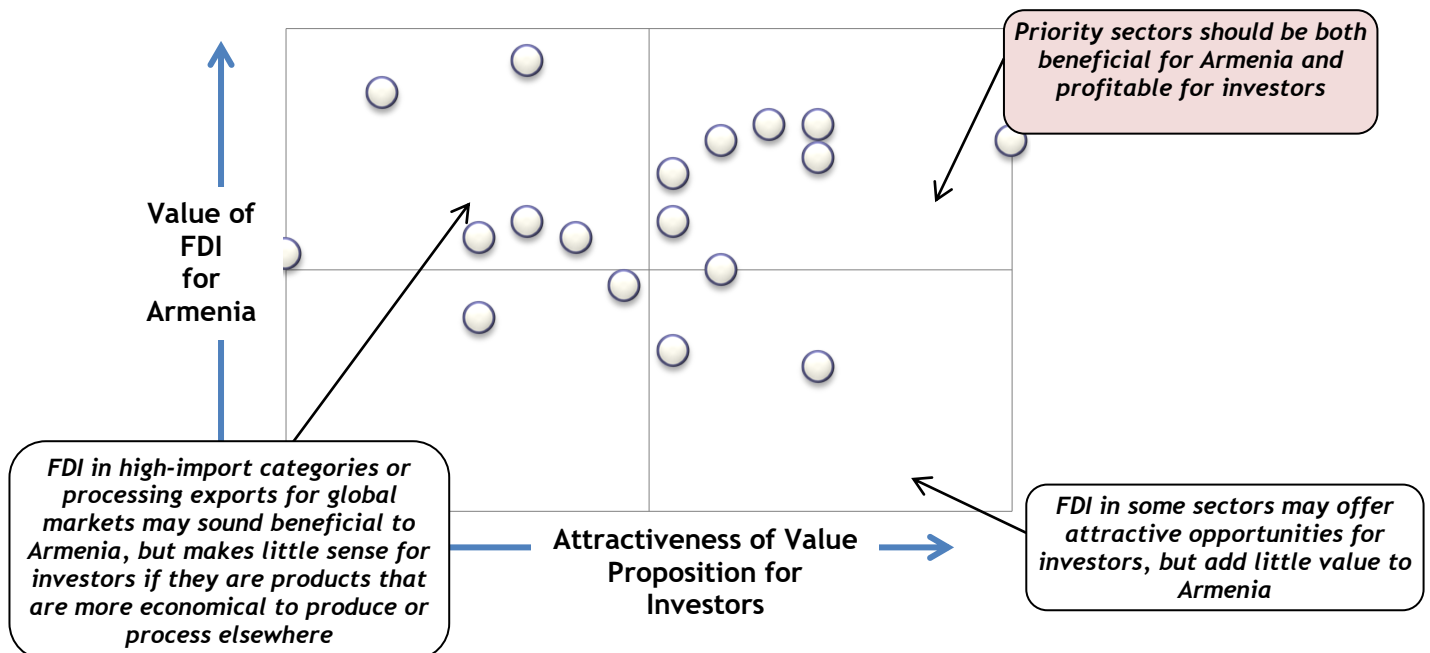 Priority sectors should be both
beneficial for Armenia and
profitable for investors
Value of
FDI
for
Armenia
FDI in high-import categories or
processing exports for global
markets may sound beneficial to
Armenia, but makes little sense for
investors if they are products that
are more economical to produce or
process elsewhere
Attractiveness of Value
Proposition for
Investors
FDI in some sectors may offer
attractive opportunities for
investors, but add little value to
Armenia